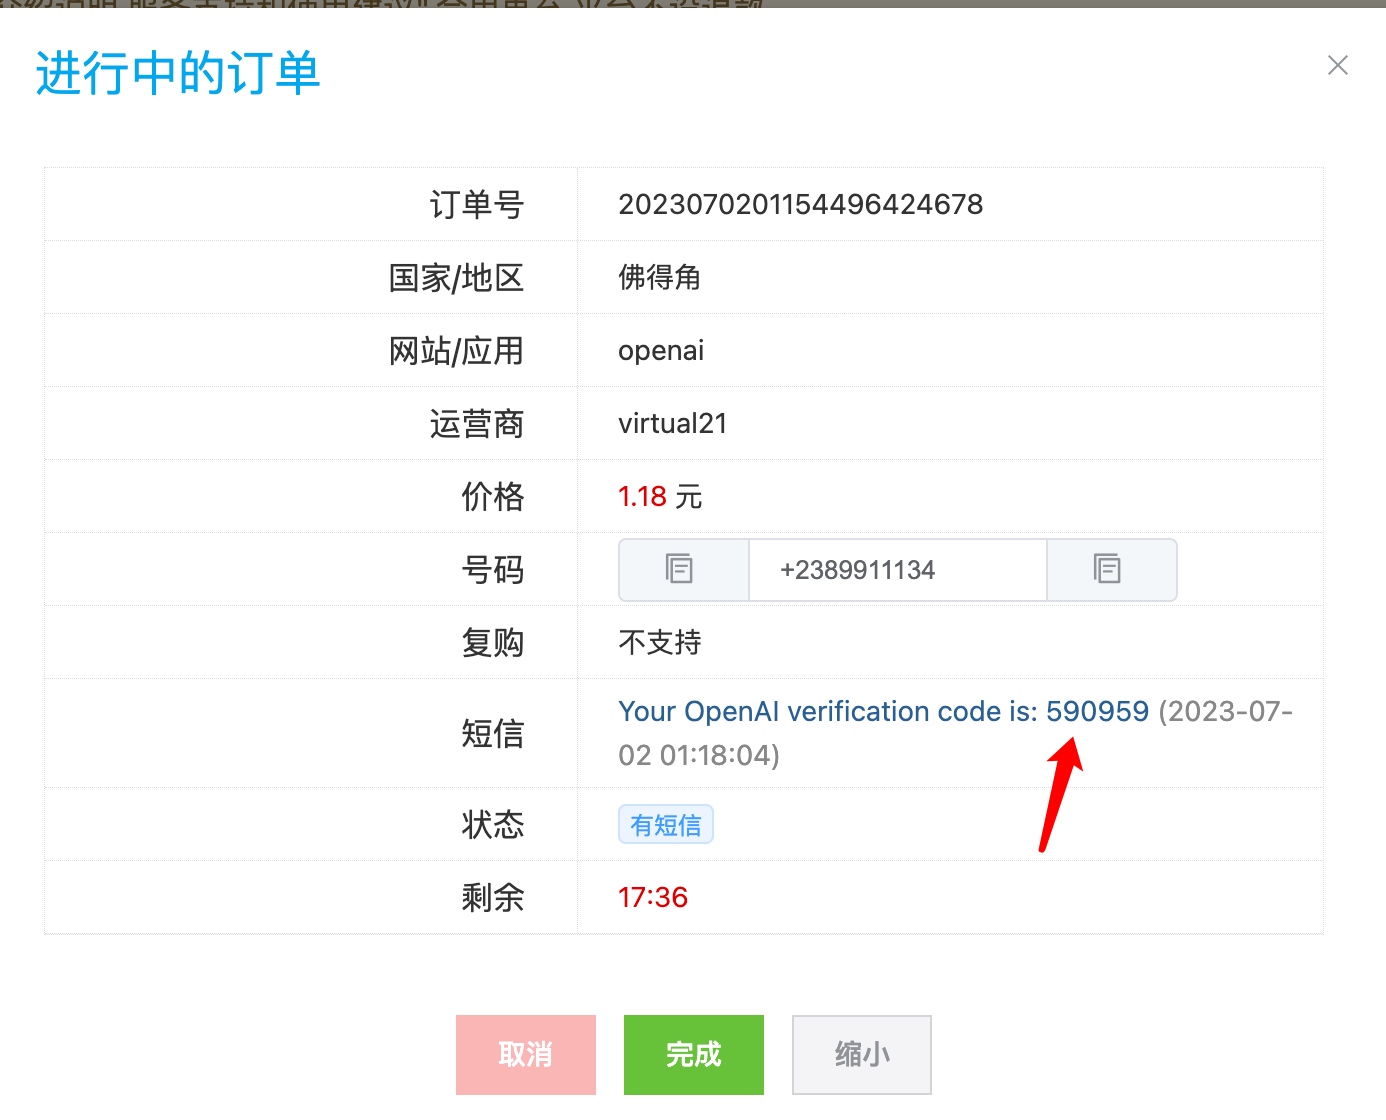 进行中的订单
订单号 2023070201154496424678
国家/地区 佛得角
网站/应用 openai
运营商 virtual21
价格 1.18 元
号码 +2389911134
复购 不支持
短信 Your OpenAI verification code is: 590959 (2023-07-
02 01:18:04)
状态 有短信
剩余 17:36
取消 完成 缩小